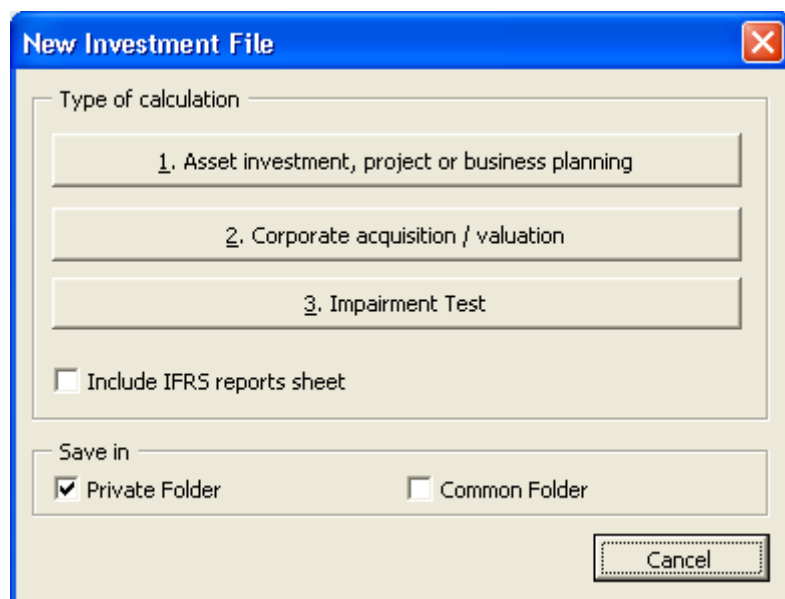 New Investment File
Type of calculation
1. Asset investment, project or business planning
2. Corporate acquisition / valuation
3. Impairment Test
Include IFRS reports sheet
Save in
Private Folder
Common Folder
Cancel